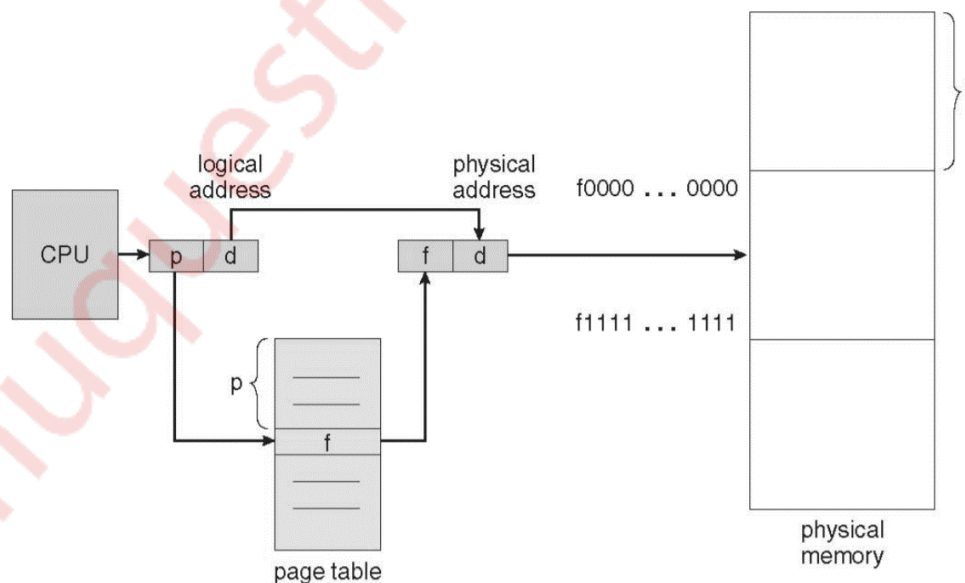 logical
address
physical
address
f0000 ... 0000
CPU
p
d
f
d
f1111 ... 1111
p
f
page table
physical
memory